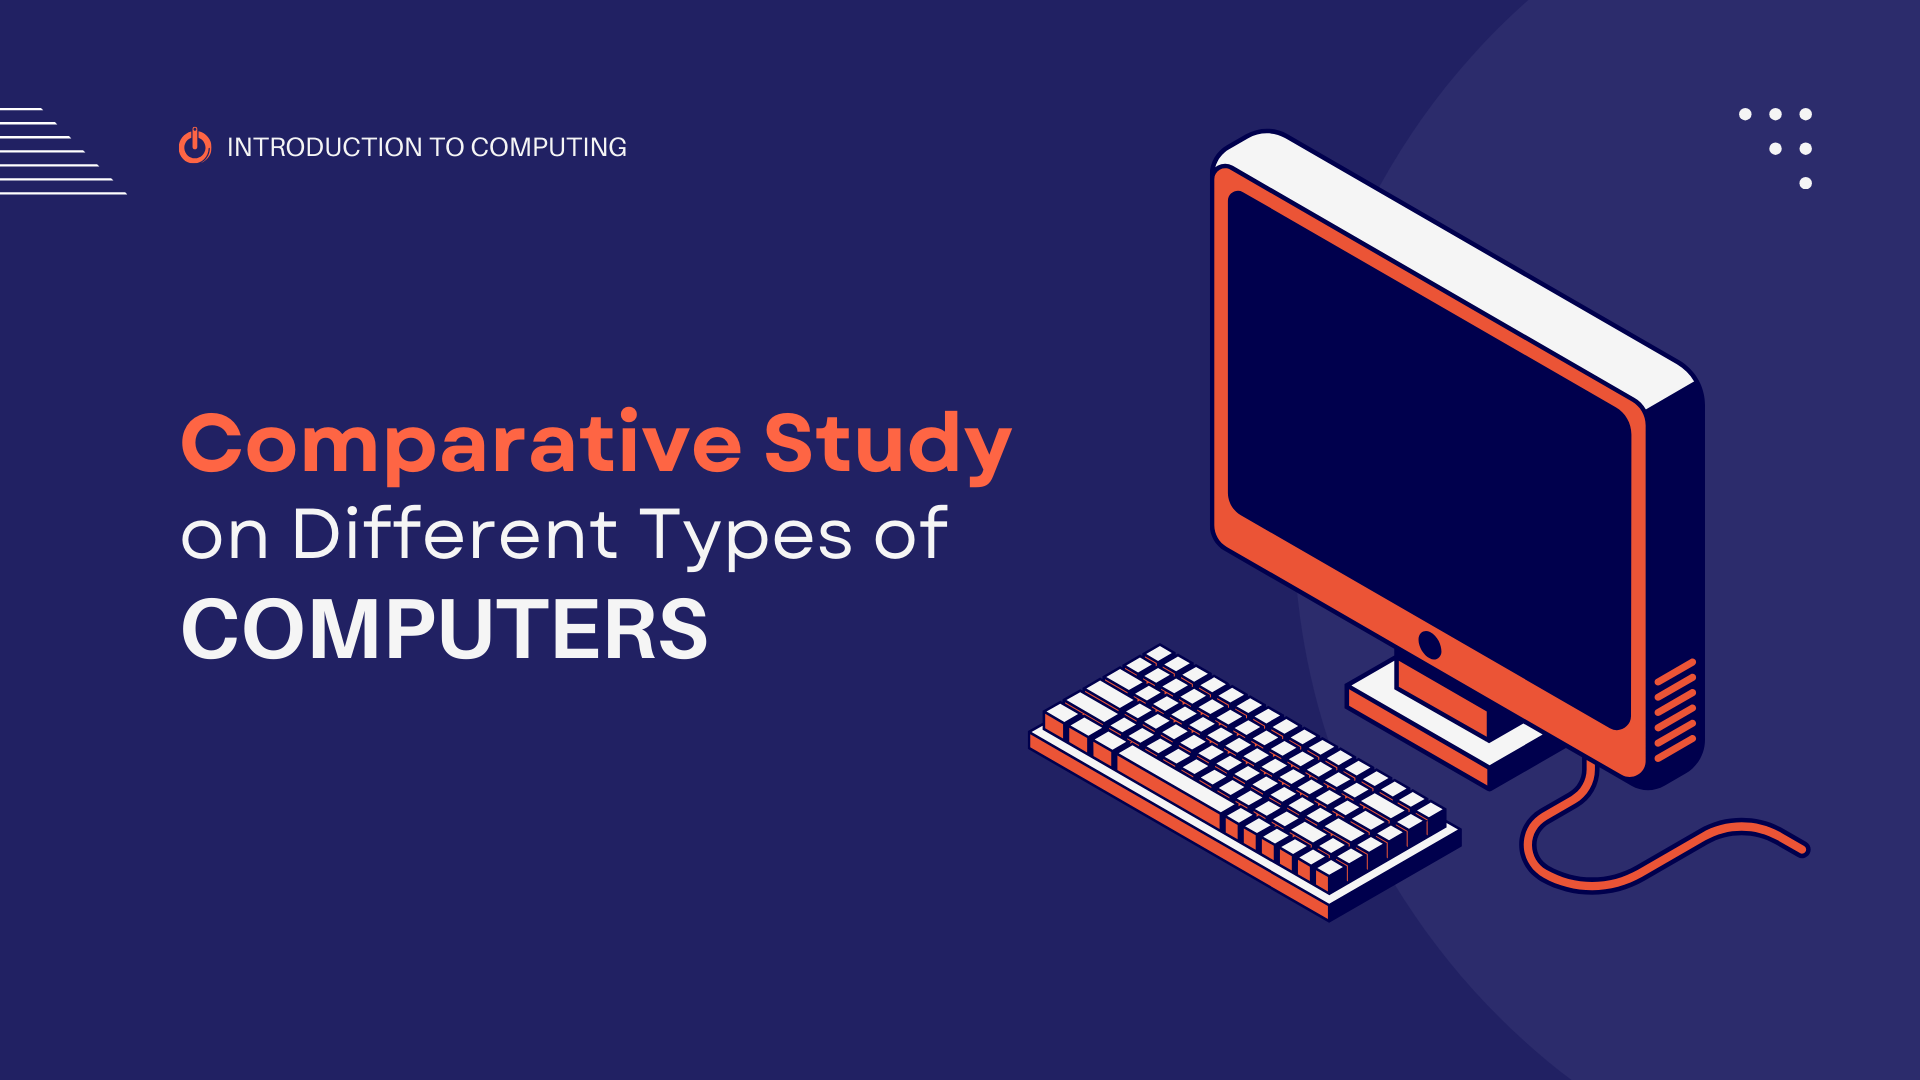 INTRODUCTION TO COMPUTING
Comparative Study
on Different Types of
COMPUTERS